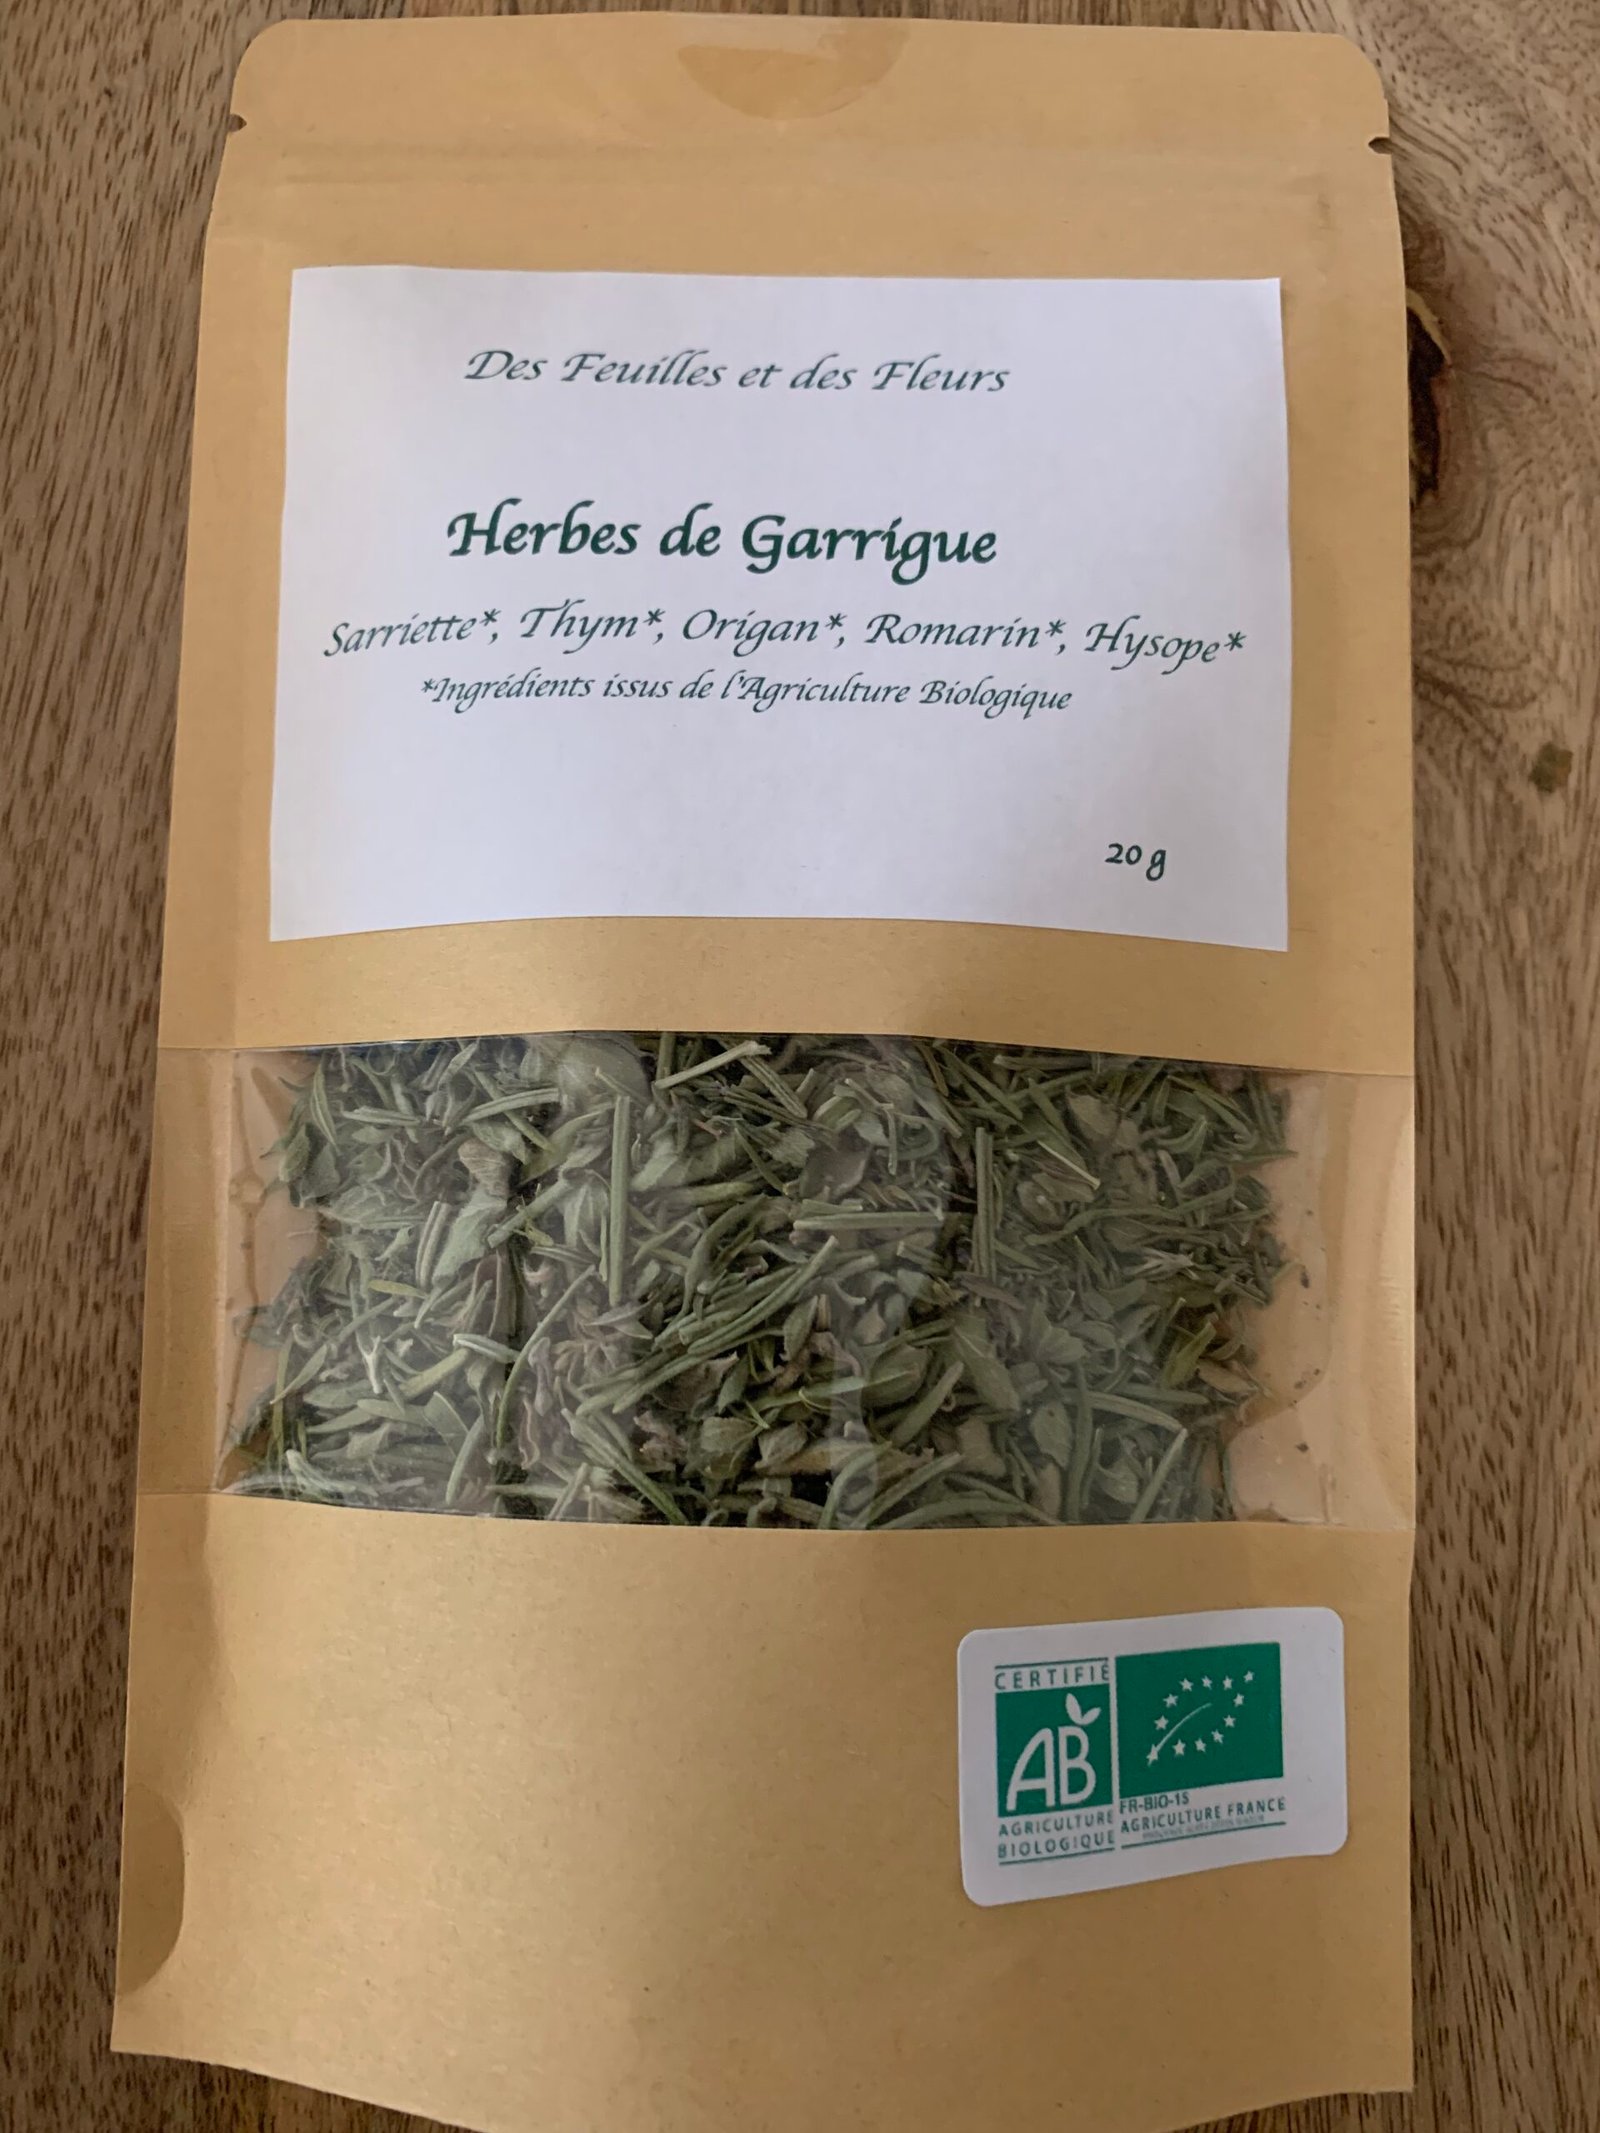 Des Feuilles et des Fleurs
Herbes de Garrigue
Sarriette*, Thym*, Origan*, Romarin*, Hysope*
*Ingrédients issus de l'Agriculture Biologique
20 g
CERTIFIÉ
AB
AGRICULTURE
BIOLOGIQUE
FR-BIO-15
AGRICULTURE FRANCE